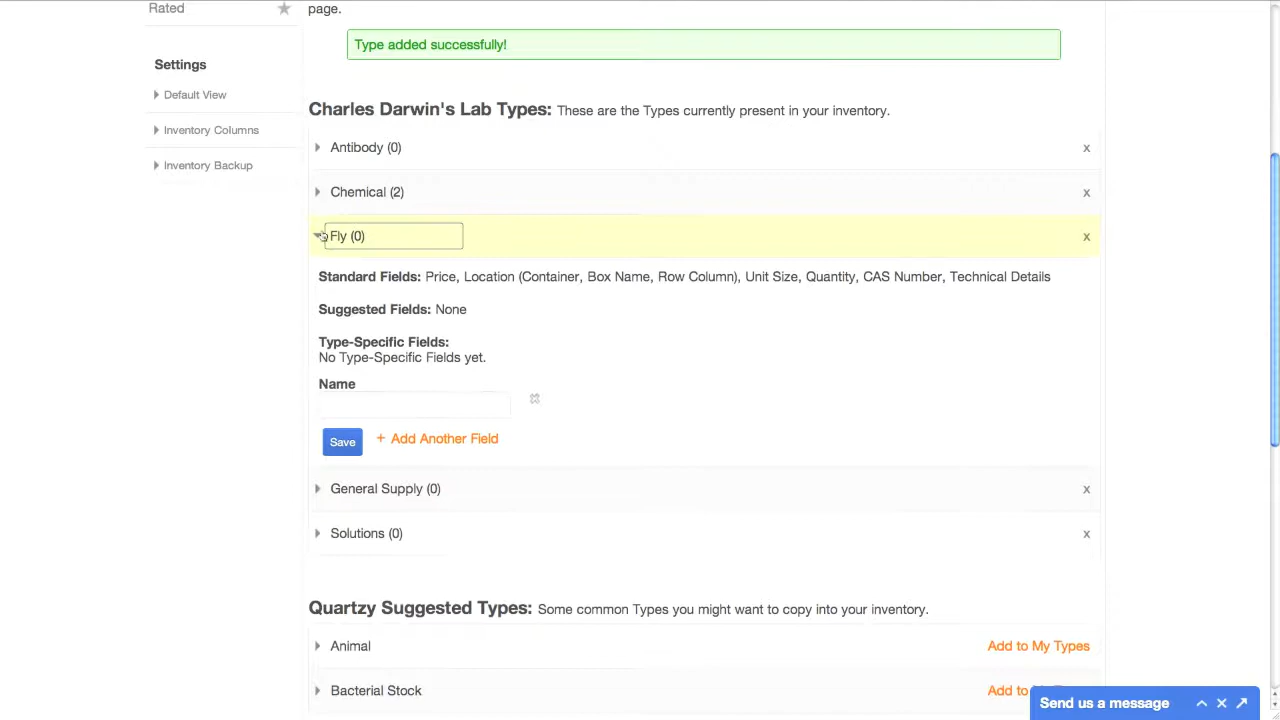 Rated
page.
Type added successfully!
Settings
Default View
Inventory Columns
Inventory Backup
Charles Darwin's Lab Types: These are the Types currently present in your inventory.
Antibody (0) x
Chemical (2) x
Fly (0) x
Standard Fields: Price, Location (Container, Box Name, Row Column), Unit Size, Quantity, CAS Number, Technical Details
Suggested Fields: None
Type-Specific Fields:
No Type-Specific Fields yet.
Name
Save + Add Another Field
General Supply (0) x
Solutions (0) x
Quartzy Suggested Types: Some common Types you might want to copy into your inventory.
Animal Add to My Types
Bacterial Stock Add to
Send us a message